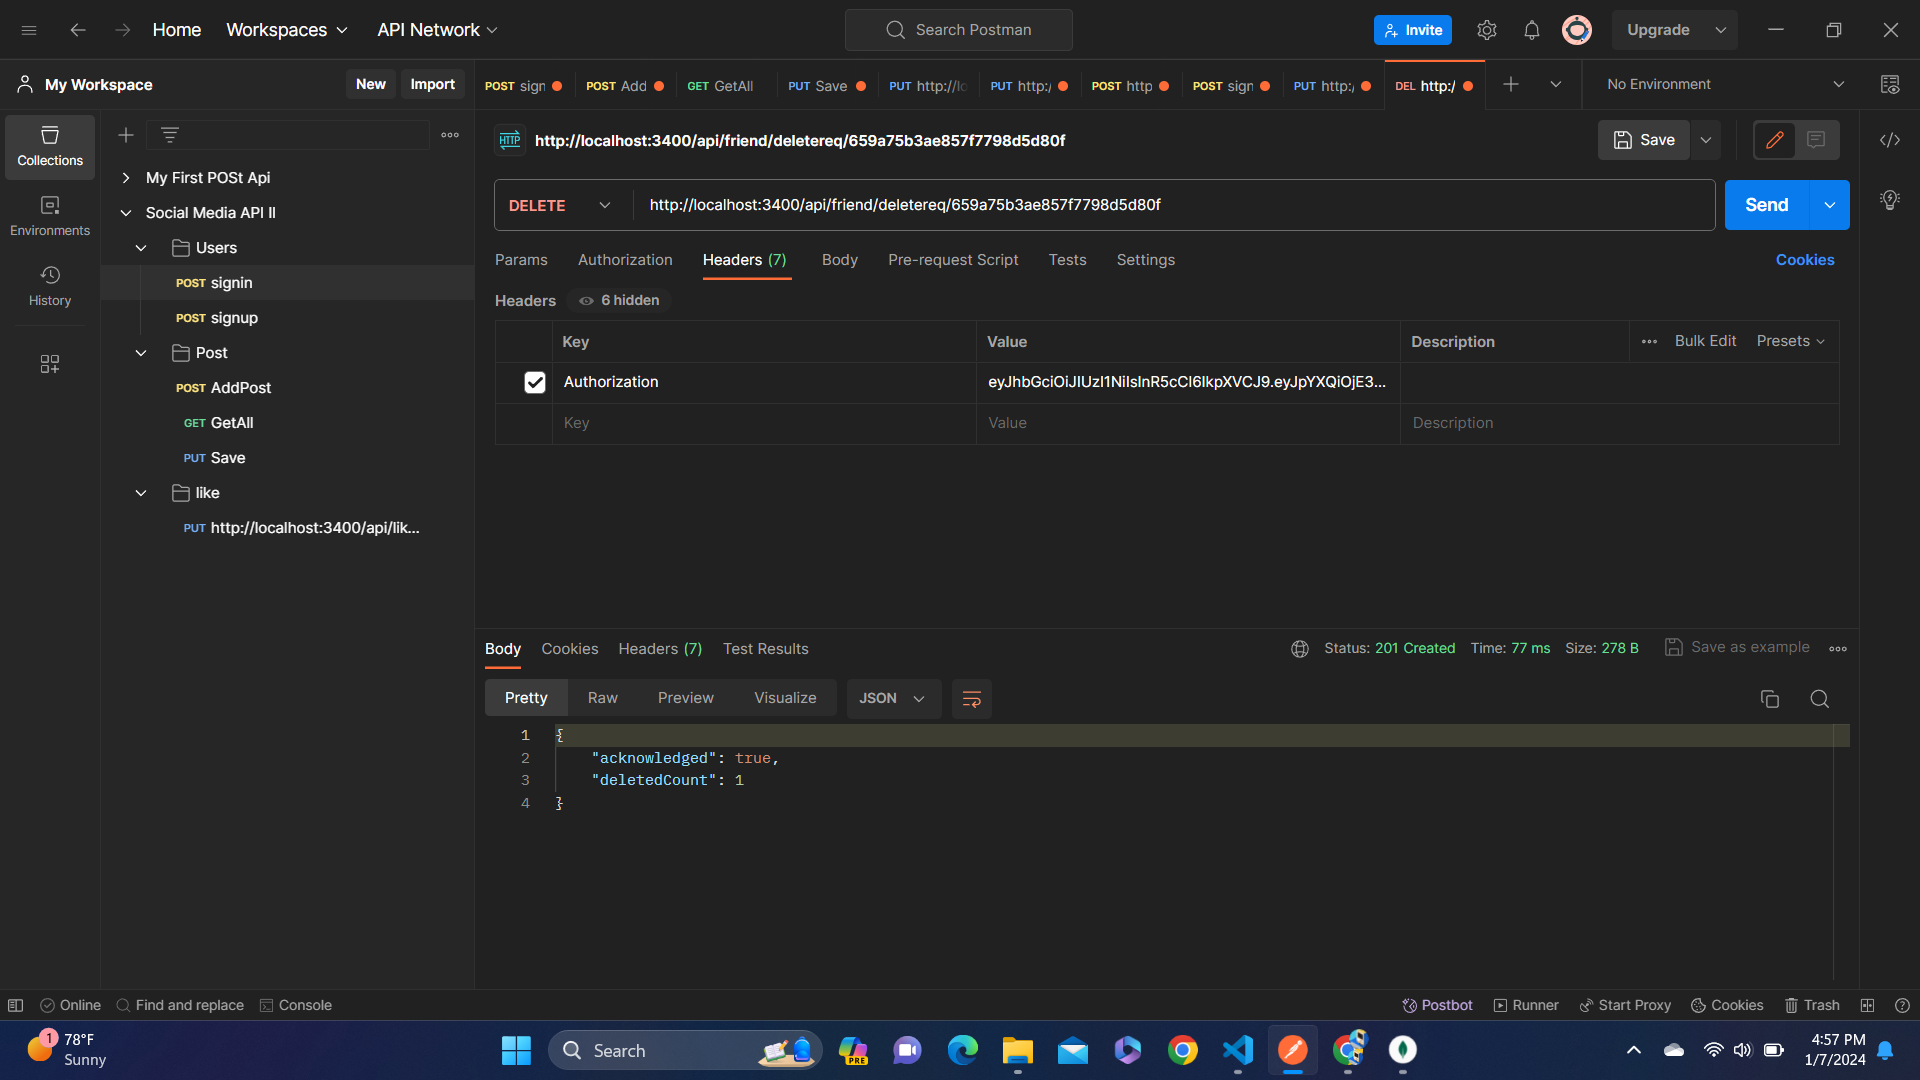 Home Workspaces API Network Search Postman Invite Upgrade
My Workspace New Import
POST sign POST Add GET GetAll PUT Save PUT http://lo PUT http:/ POST http POST sign PUT http:/ DEL http:/ No Environment
Collections
Environments
History
My First POSt Api
Social Media API II
Users
POST signin
POST signup
Post
POST AddPost
GET GetAll
PUT Save
like
PUT http://localhost:3400/api/lik...
HTTP http://localhost:3400/api/friend/deletereq/659a75b3ae857f7798d5d80f Save
DELETE http://localhost:3400/api/friend/deletereq/659a75b3ae857f7798d5d80f Send
Params Authorization Headers (7) Body Pre-request Script Tests Settings Cookies
Headers 6 hidden
Key Value Description Bulk Edit Presets
Authorization eyJhbGciOiJIUzI1NiIsInR5cCI6IkpXVCJ9.eyJpYXQiOjE3...
Key Value Description
Body Cookies Headers (7) Test Results Status: 201 Created Time: 77 ms Size: 278 B Save as example
Pretty Raw Preview Visualize JSON
1 {
2 "acknowledged": true,
3 "deletedCount": 1
4 }
Online Find and replace Console Postbot Runner Start Proxy Cookies Trash
1 78°F
Sunny
Search
PRE
4:57 PM
1/7/2024